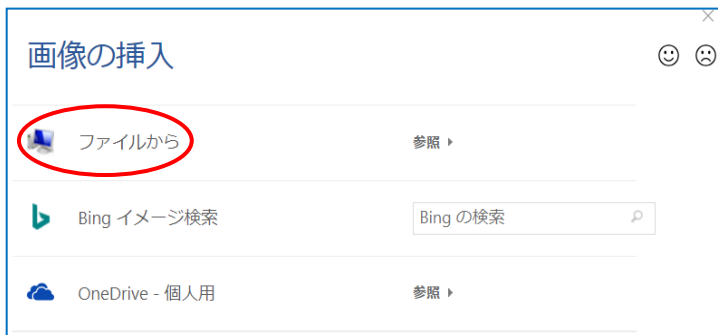 画像の挿入
ファイルから 参照
Bing イメージ検索 Bing の検索
OneDrive - 個人用 参照